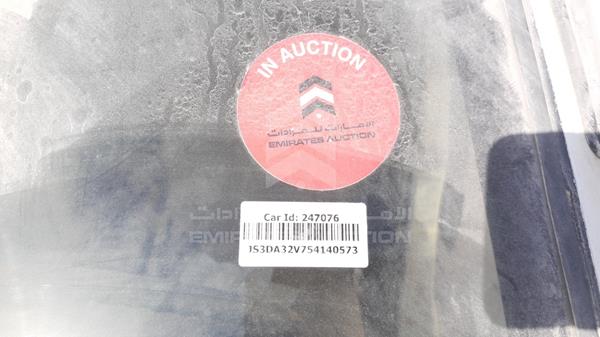 IN AUCTION
الإمارات للمزادات
EMIRATES AUCTION
Car Id: 247076
JS3DA32V754140573